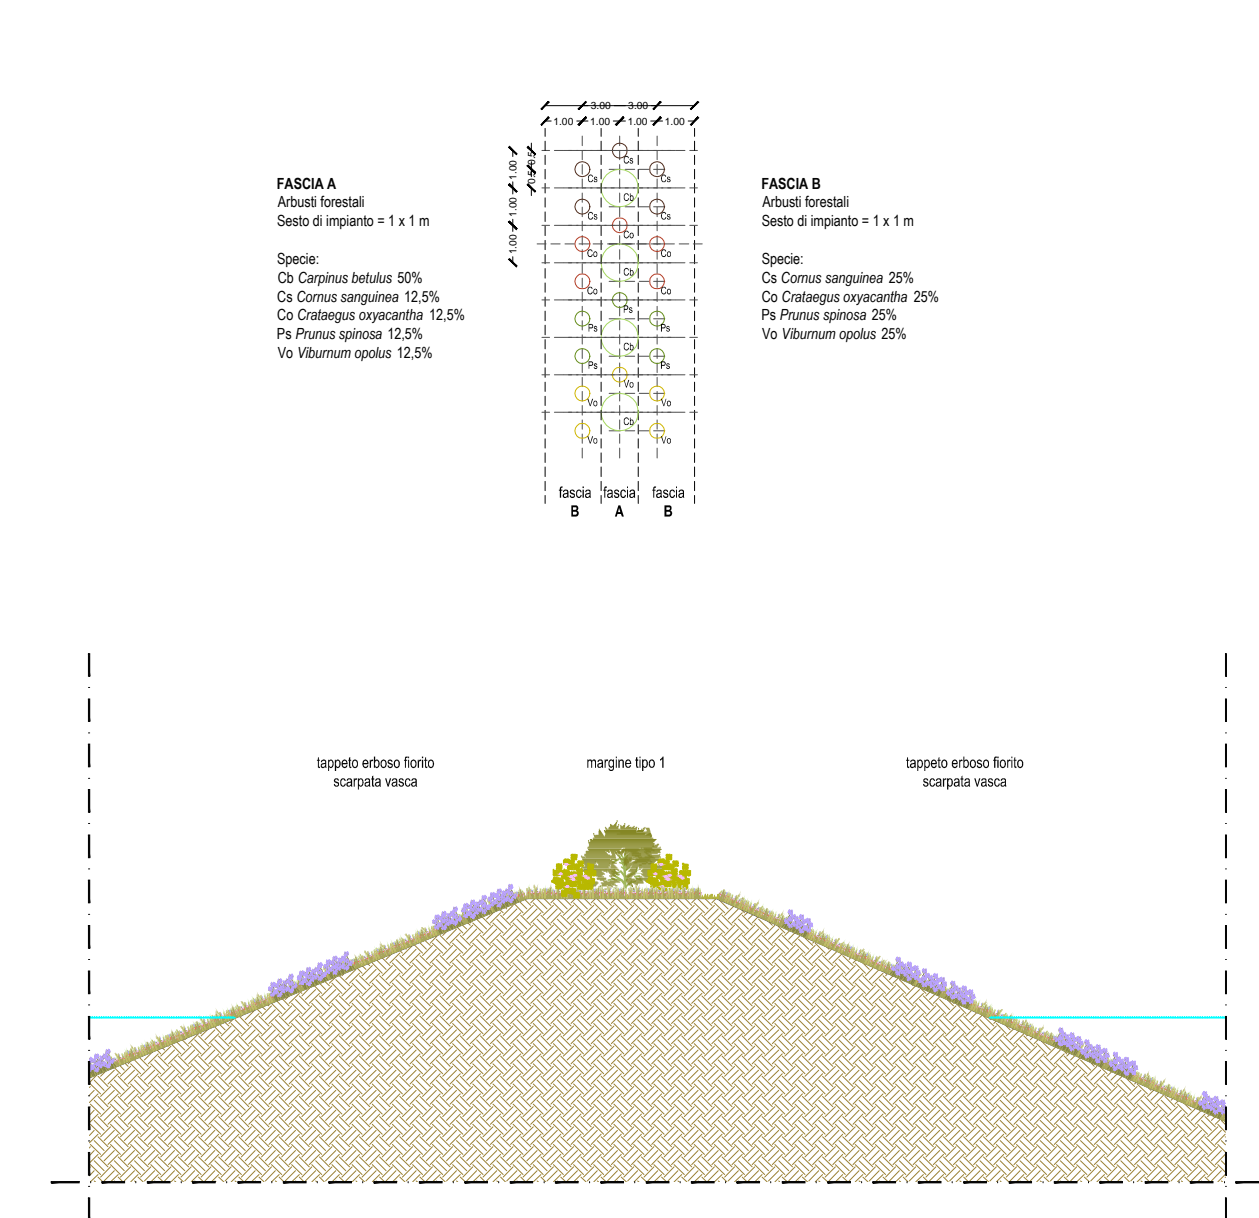 3.00 3.00
1.00 1.00 1.00 1.00
1.00 0.5 0.5
1.00
1.00
FASCIA A
Arbusti forestali
Sesto di impianto = 1 x 1 m
Specie:
Cb Carpinus betulus 50%
Cs Cornus sanguinea 12,5%
Co Crataegus oxyacantha 12,5%
Ps Prunus spinosa 12,5%
Vo Viburnum opolus 12,5%
Cs
Cs Cs
Cb
Cs Cs
Co
Co Co
Cb
Co Co
Ps
Ps Ps
Cb
Ps Ps
Vo
Vo Vo
Cb
Vo Vo
fascia fascia fascia
B A B
FASCIA B
Arbusti forestali
Sesto di impianto = 1 x 1 m
Specie:
Cs Cornus sanguinea 25%
Co Crataegus oxyacantha 25%
Ps Prunus spinosa 25%
Vo Viburnum opolus 25%
tappeto erboso fiorito
scarpata vasca
margine tipo 1
tappeto erboso fiorito
scarpata vasca